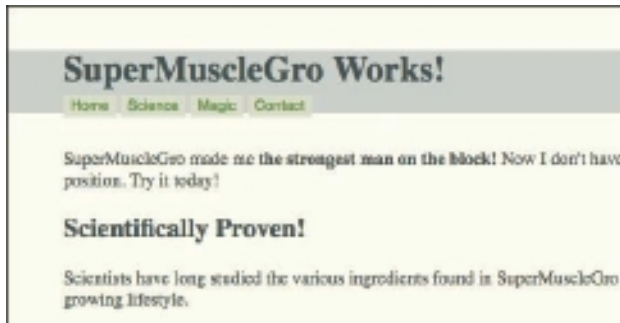 SuperMuscleGro Works!
Home Science Magic Contact
SuperMuscleGro made me the strongest man on the block! Now I don't have
position. Try it today!
Scientifically Proven!
Scientists have long studied the various ingredients found in SuperMuscleGro
growing lifestyle.